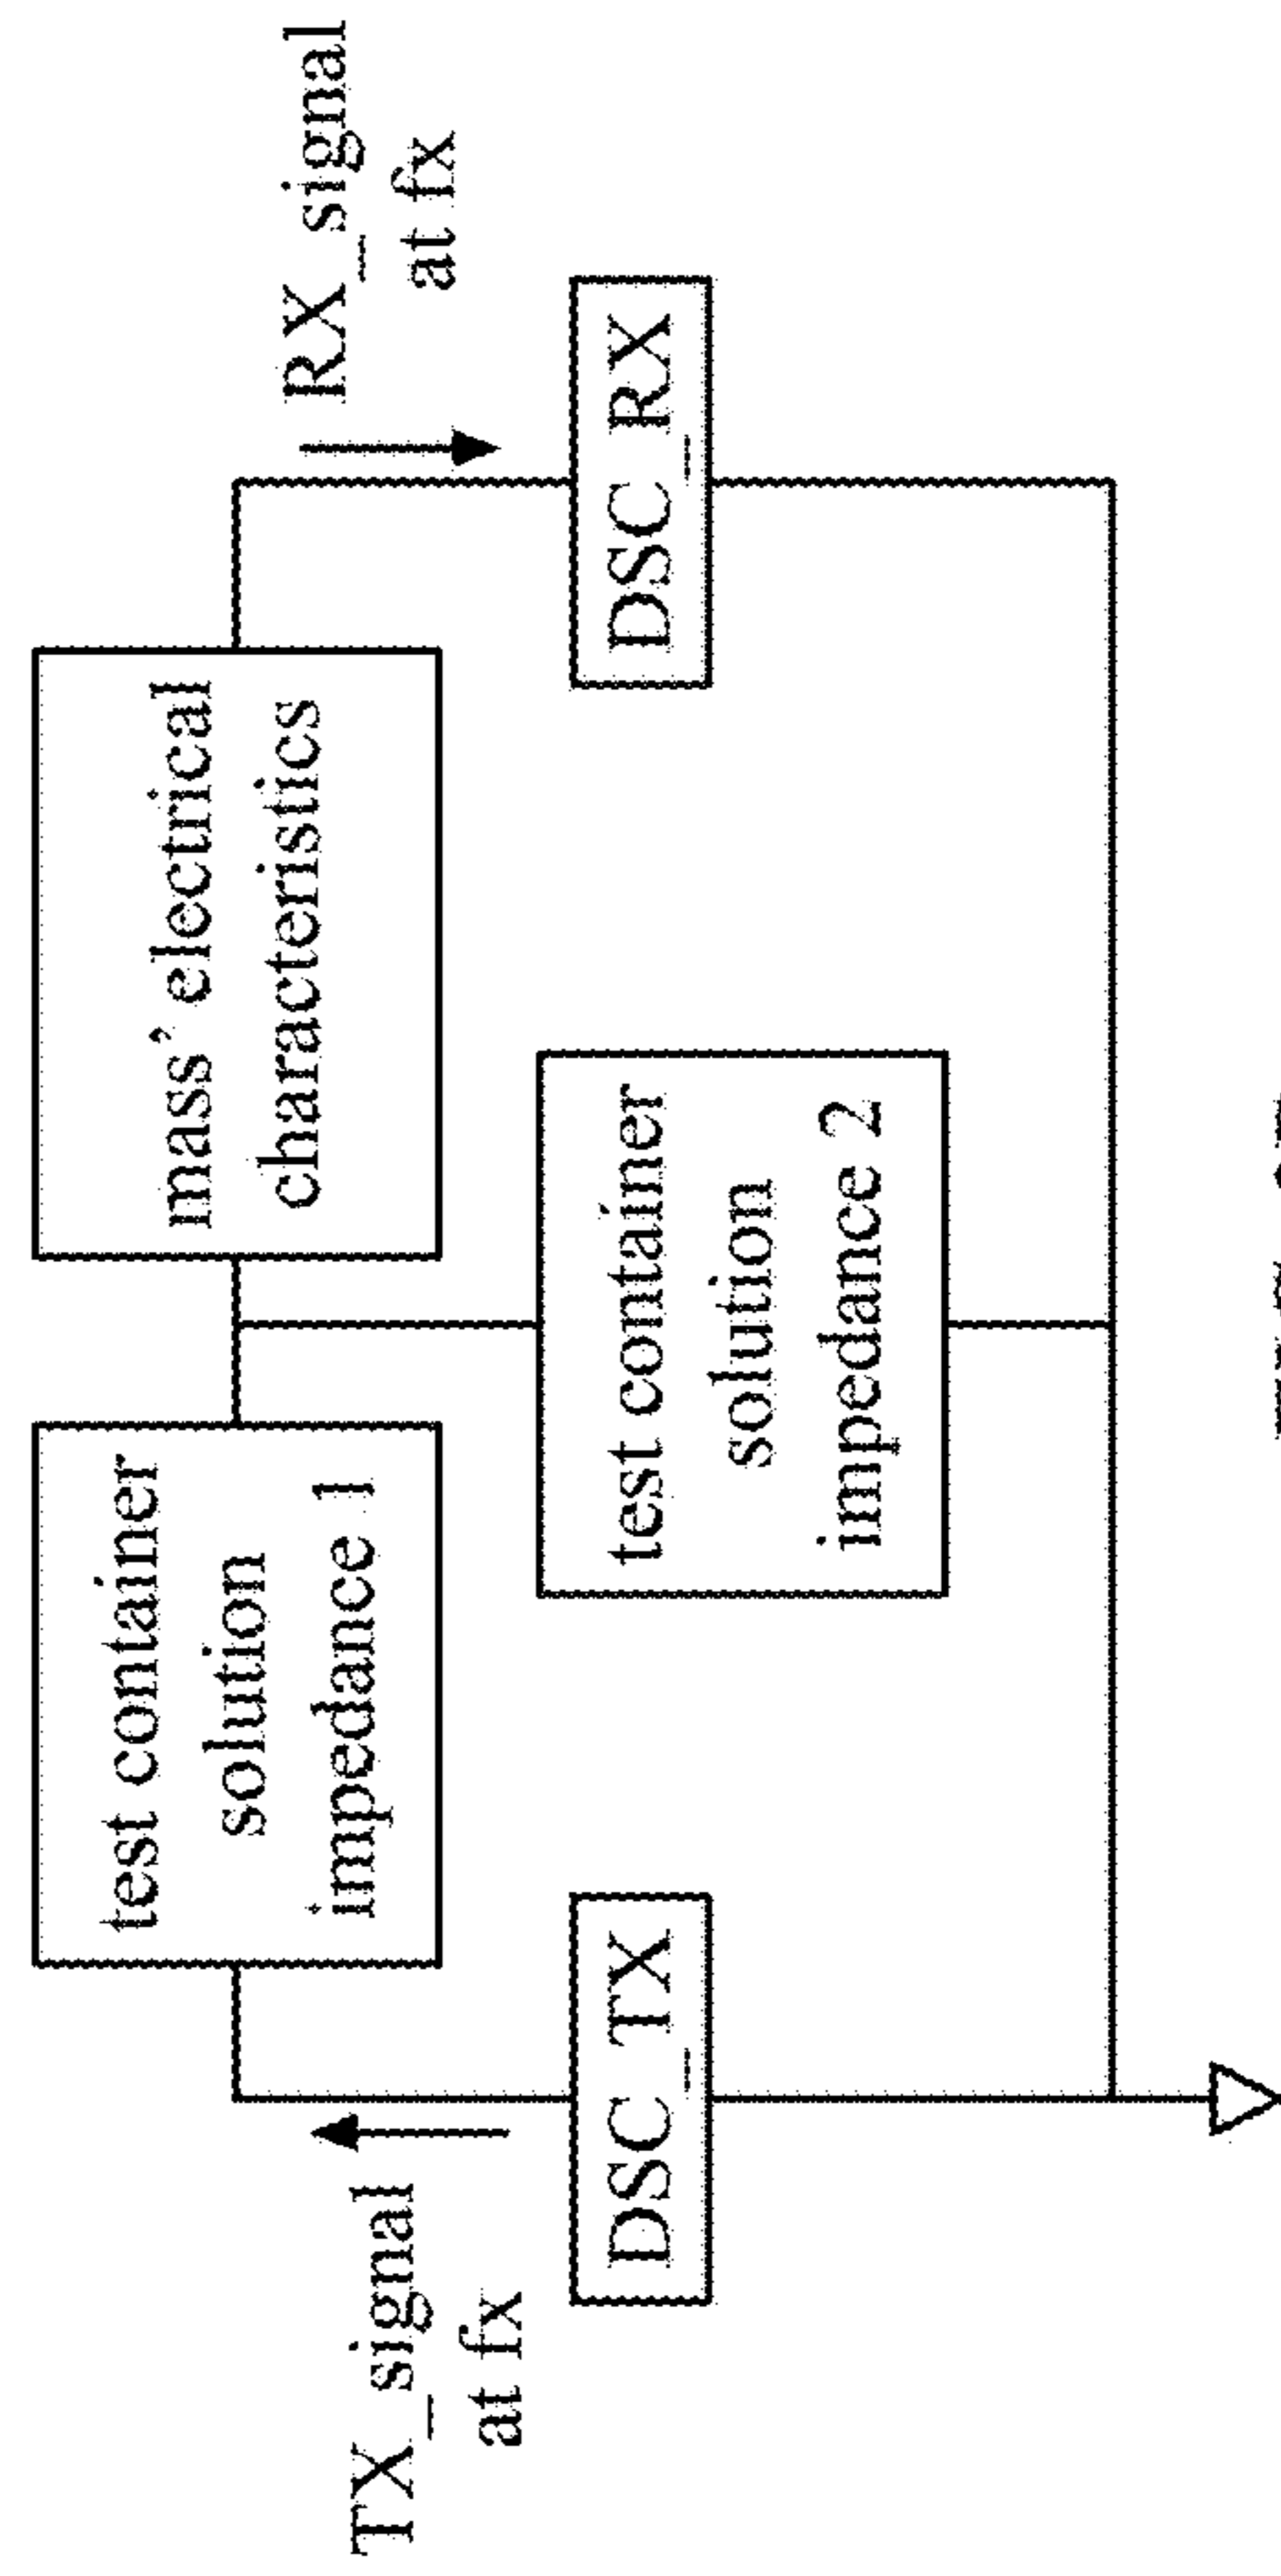 test container
solution
impedance 1
mass’ electrical
characteristics
TX_signal
at fx
RX_signal
at fx
DSC_TX
test container
solution
impedance 2
DSC_RX